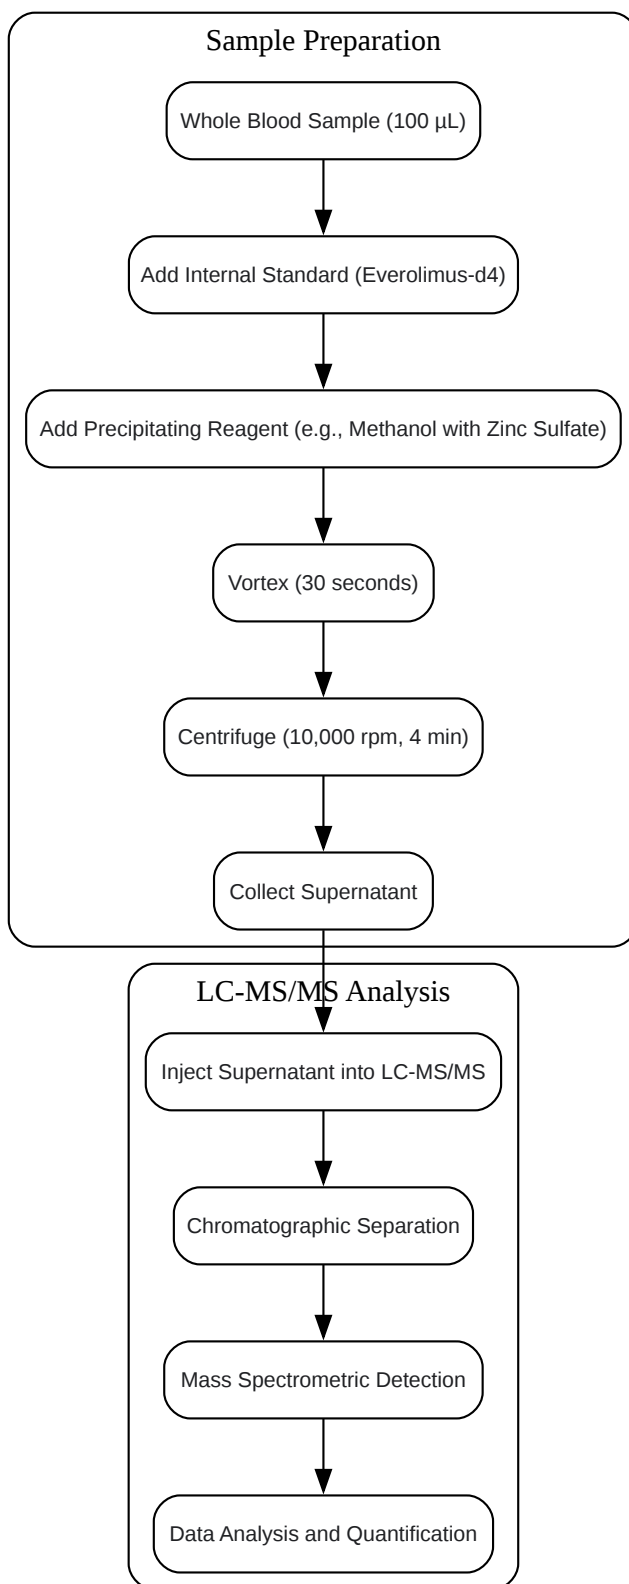 Sample Preparation
Whole Blood Sample (100 µL)
Add Internal Standard (Everolimus-d4)
Add Precipitating Reagent (e.g., Methanol with Zinc Sulfate)
Vortex (30 seconds)
Centrifuge (10,000 rpm, 4 min)
Collect Supernatant
LC-MS/MS Analysis
Inject Supernatant into LC-MS/MS
Chromatographic Separation
Mass Spectrometric Detection
Data Analysis and Quantification